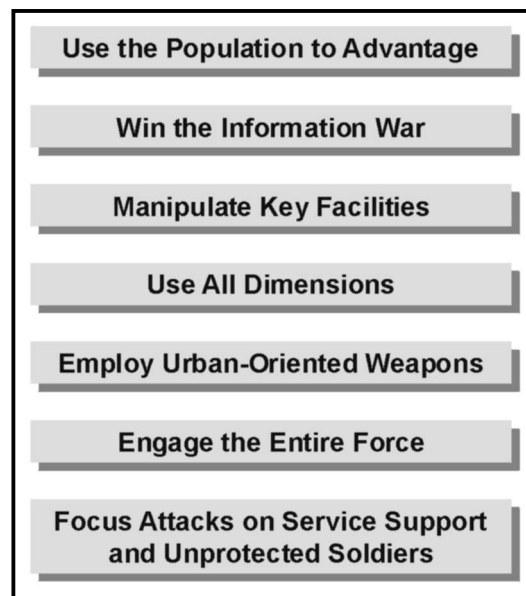 Use the Population to Advantage
Win the Information War
Manipulate Key Facilities
Use All Dimensions
Employ Urban-Oriented Weapons
Engage the Entire Force
Focus Attacks on Service Support
and Unprotected Soldiers